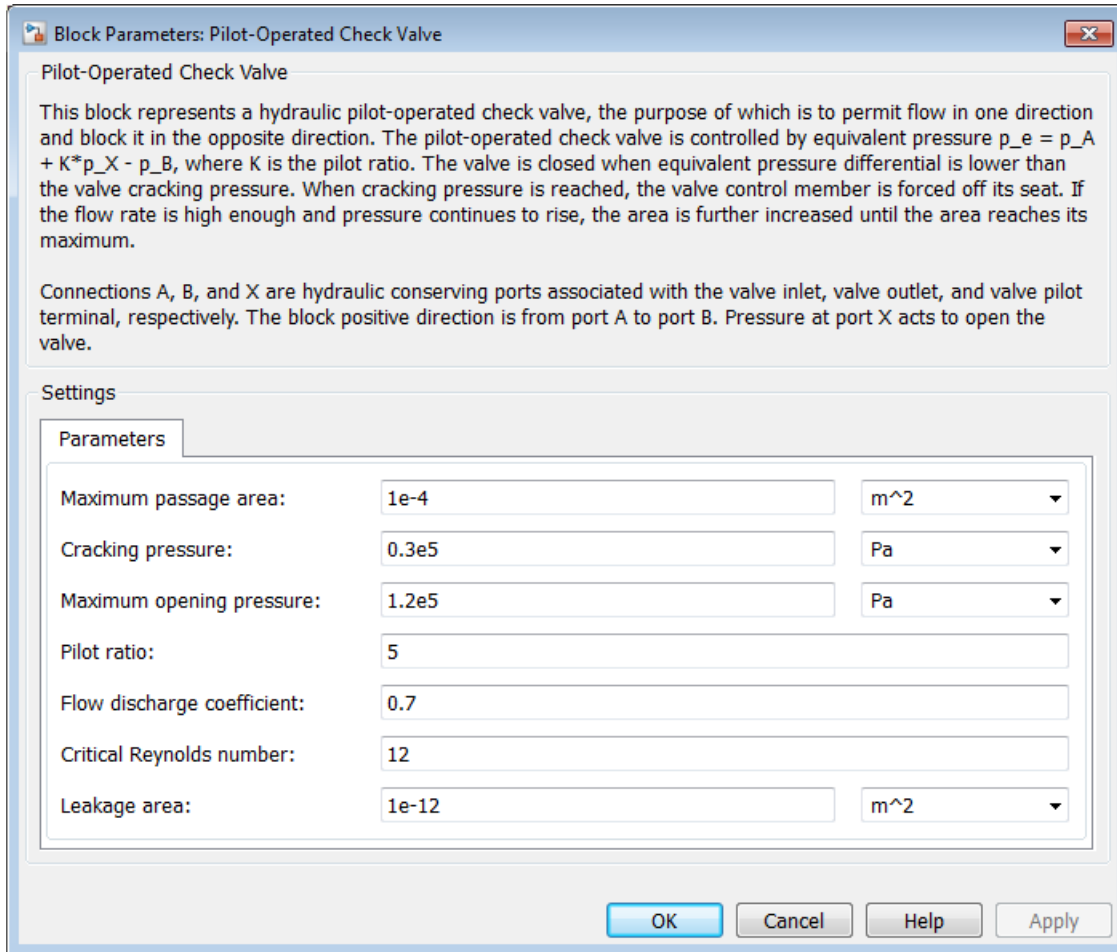 Block Parameters: Pilot-Operated Check Valve
Pilot-Operated Check Valve
This block represents a hydraulic pilot-operated check valve, the purpose of which is to permit flow in one direction
and block it in the opposite direction. The pilot-operated check valve is controlled by equivalent pressure p_e = p_A
+ K*p_X - p_B, where K is the pilot ratio. The valve is closed when equivalent pressure differential is lower than
the valve cracking pressure. When cracking pressure is reached, the valve control member is forced off its seat. If
the flow rate is high enough and pressure continues to rise, the area is further increased until the area reaches its
maximum.
Connections A, B, and X are hydraulic conserving ports associated with the valve inlet, valve outlet, and valve pilot
terminal, respectively. The block positive direction is from port A to port B. Pressure at port X acts to open the
valve.
Settings
Parameters
Maximum passage area: 1e-4 m^2
Cracking pressure: 0.3e5 Pa
Maximum opening pressure: 1.2e5 Pa
Pilot ratio: 5
Flow discharge coefficient: 0.7
Critical Reynolds number: 12
Leakage area: 1e-12 m^2
OK Cancel Help Apply